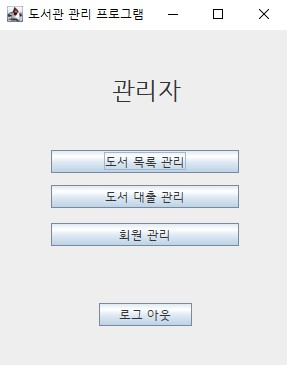 도서관 관리 프로그램
관리자
도서 목록 관리
도서 대출 관리
회원 관리
로그 아웃